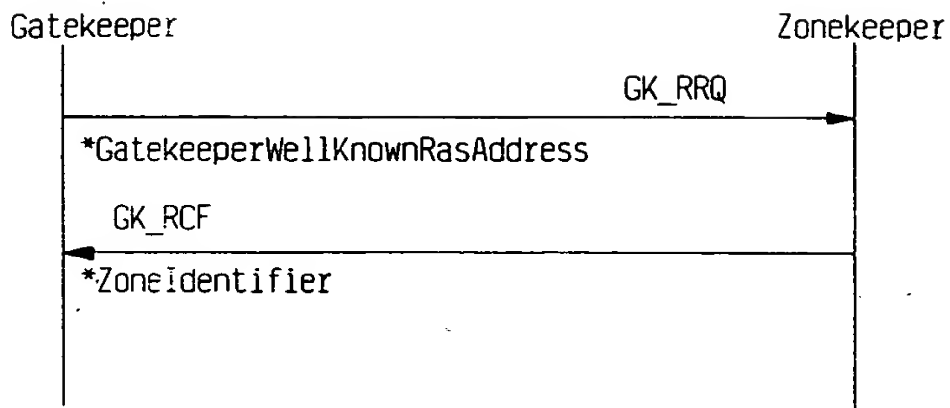 Gatekeeper Zonekeeper
GK_RRQ
*GatekeeperWellKnownRasAddress
GK_RCF
*ZoneIdentifier